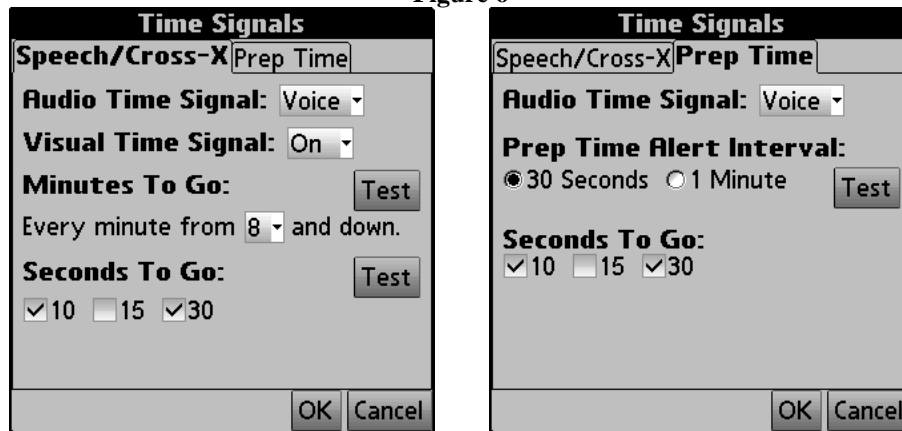 Time Signals
Speech/Cross-X Prep Time
Audio Time Signal: Voice
Visual Time Signal: On
Minutes To Go: Test
Every minute from 8 and down.
Seconds To Go: Test
10 15 30
OK Cancel
Time Signals
Speech/Cross-X Prep Time
Audio Time Signal: Voice
Prep Time Alert Interval:
30 Seconds 1 Minute Test
Seconds To Go:
10 15 30
OK Cancel